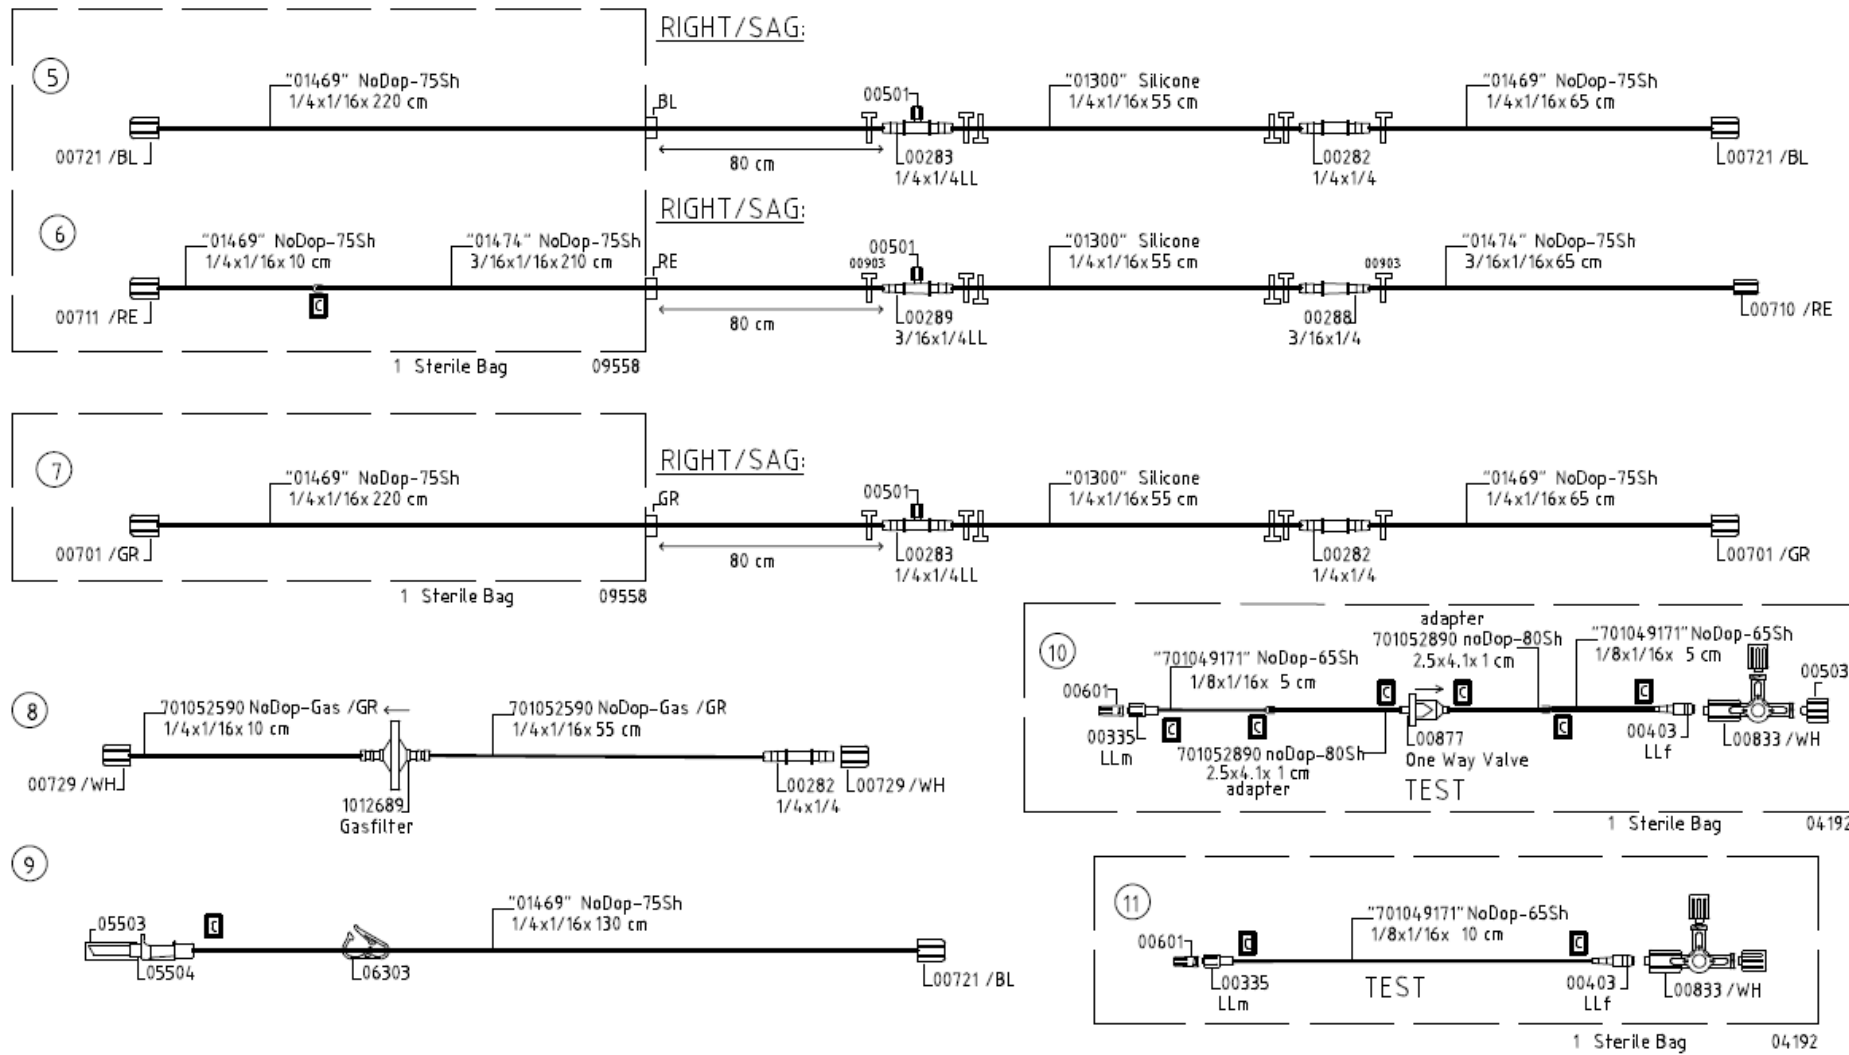 RIGHT/SAG:
5
"01469" NoDop-75Sh
1/4x1/16x 220 cm
BL
00501
"01300" Silicone
1/4x1/16x 55 cm
"01469" NoDop-75Sh
1/4x1/16x 65 cm
00721 /BL
80 cm
00283
1/4x1/4LL
00282
1/4x1/4
00721 /BL
RIGHT/SAG:
6
"01469" NoDop-75Sh
1/4x1/16x 10 cm
"01474" NoDop-75Sh
3/16x1/16x210 cm
RE
00903
00501
"01300" Silicone
1/4x1/16x 55 cm
00903
"01474" NoDop-75Sh
3/16x1/16x 65 cm
00711 /RE
C
80 cm
00289
3/16x1/4LL
00288
3/16x1/4
00710 /RE
1 Sterile Bag
09558
RIGHT/SAG:
7
"01469" NoDop-75Sh
1/4x1/16x 220 cm
GR
00501
"01300" Silicone
1/4x1/16x 55 cm
"01469" NoDop-75Sh
1/4x1/16x 65 cm
00701 /GR
80 cm
00283
1/4x1/4LL
00282
1/4x1/4
00701 /GR
1 Sterile Bag
09558
8
701052590 NoDop-Gas /GR
1/4x1/16x 10 cm
701052590 NoDop-Gas /GR
1/4x1/16x 55 cm
00729 /WH
1012689
Gasfilter
00282
1/4x1/4
00729 /WH
10
00601
"701049171" NoDop-65Sh
1/8x1/16x 5 cm
adapter
701052890 noDop-80Sh
2.5x4.1x 1 cm
"701049171" NoDop-65Sh
1/8x1/16x 5 cm
00503
C
C
C
C
C
C
00335
LLm
701052890 noDop-80Sh
2.5x4.1x 1 cm
adapter
00877
One Way Valve
TEST
00403
LLf
00833 /WH
1 Sterile Bag
04192
9
05503
C
"01469" NoDop-75Sh
1/4x1/16x 130 cm
05504
06303
00721 /BL
11
00601
C
"701049171" NoDop-65Sh
1/8x1/16x 10 cm
C
00335
LLm
TEST
00403
LLf
00833 /WH
1 Sterile Bag
04192